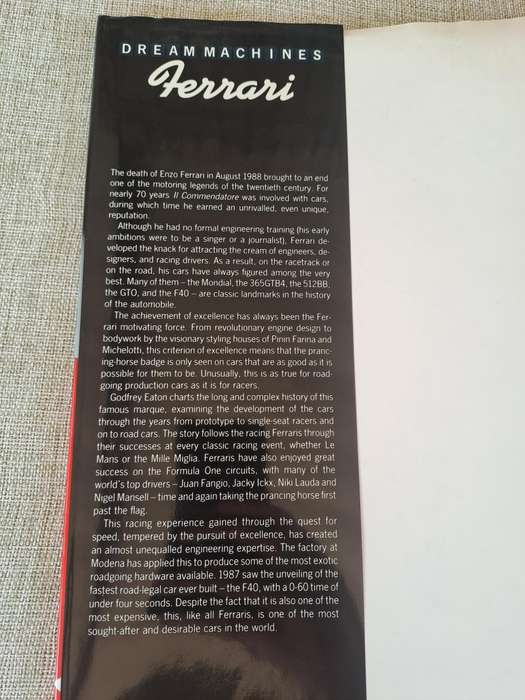 DREAM MACHINES
Ferrari
The death of Enzo Ferrari in August 1988 brought to an end
one of the motoring legends of the twentieth century. For
nearly 70 years Il Commendatore was involved with cars,
during which time he earned an unrivalled, even unique,
reputation.
Although he had no formal engineering training (his early
ambitions were to be a singer or a journalist), Ferrari de-
veloped the knack for attracting the cream of engineers, de-
signers, and racing drivers. As a result, on the racetrack or
on the road, his cars have always figured among the very
best. Many of them – the Mondial, the 365GTB4, the 512BB,
the GTO, and the F40 – are classic landmarks in the history
of the automobile.
The achievement of excellence has always been the Fer-
rari motivating force. From revolutionary engine design to
bodywork by the visionary styling houses of Pinin Farina and
Michelotti, this criterion of excellence means that the pranc-
ing-horse badge is only seen on cars that are as good as it is
possible for them to be. Unusually, this is as true for road-
going production cars as it is for racers.
Godfrey Eaton charts the long and complex history of this
famous marque, examining the development of the cars
through the years from prototype to single-seat racers and
on to road cars. The story follows the racing Ferraris through
their successes at every classic racing event, whether Le
Mans or the Mille Miglia. Ferraris have also enjoyed great
success on the Formula One circuits, with many of the
world's top drivers – Juan Fangio, Jacky Ickx, Niki Lauda and
Nigel Mansell – time and again taking the prancing horse first
past the flag.
This racing experience gained through the quest for
speed, tempered by the pursuit of excellence, has created
an almost unequalled engineering expertise. The factory at
Modena has applied this to produce some of the most exotic
roadgoing hardware available. 1987 saw the unveiling of the
fastest road-legal car ever built – the F40, with a 0-60 time of
under four seconds. Despite the fact that it is also one of the
most expensive, this, like all Ferraris, is one of the most
sought-after and desirable cars in the world.